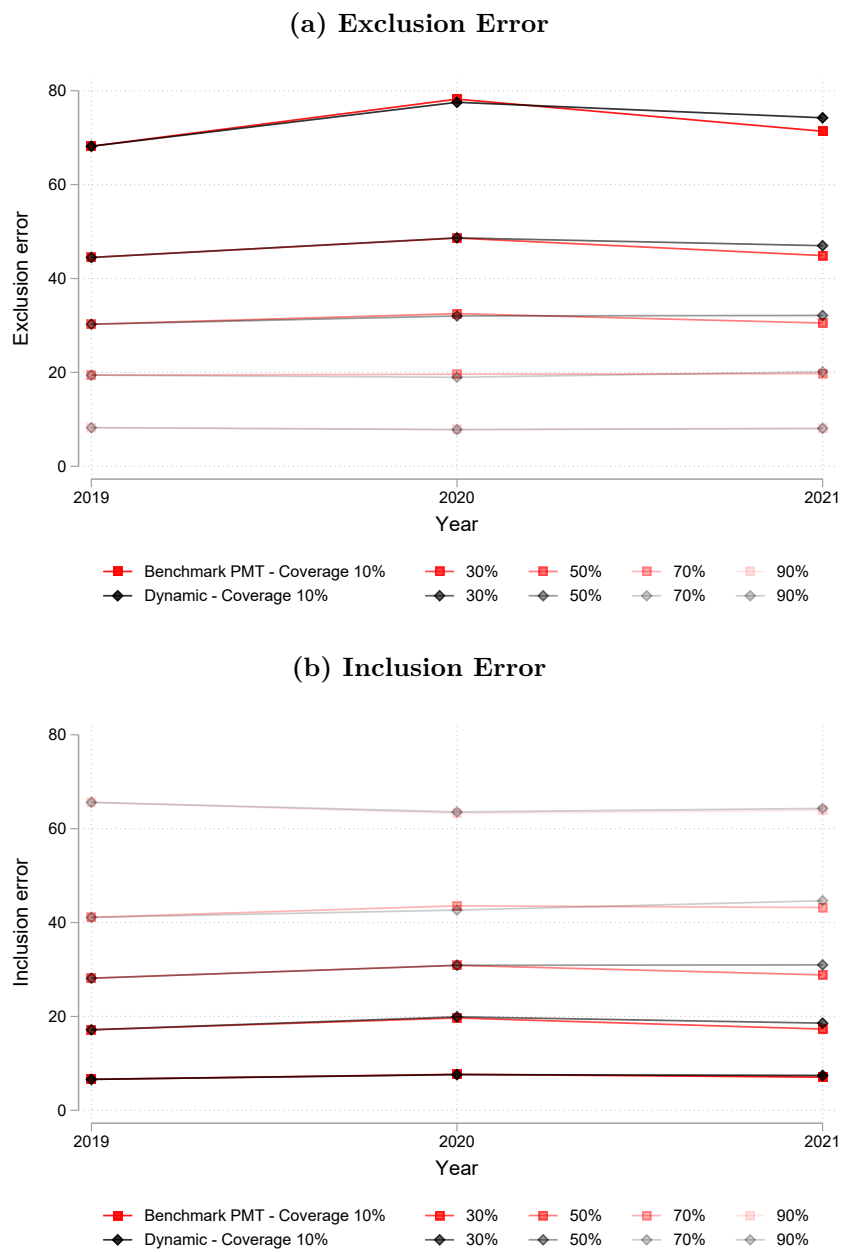 (a) Exclusion Error
80
60
40
20
0
Exclusion error
2019 2020 2021
Year
Benchmark PMT - Coverage 10% 30% 50% 70% 90%
Dynamic - Coverage 10% 30% 50% 70% 90%
(b) Inclusion Error
80
60
40
20
0
Inclusion error
2019 2020 2021
Year
Benchmark PMT - Coverage 10% 30% 50% 70% 90%
Dynamic - Coverage 10% 30% 50% 70% 90%